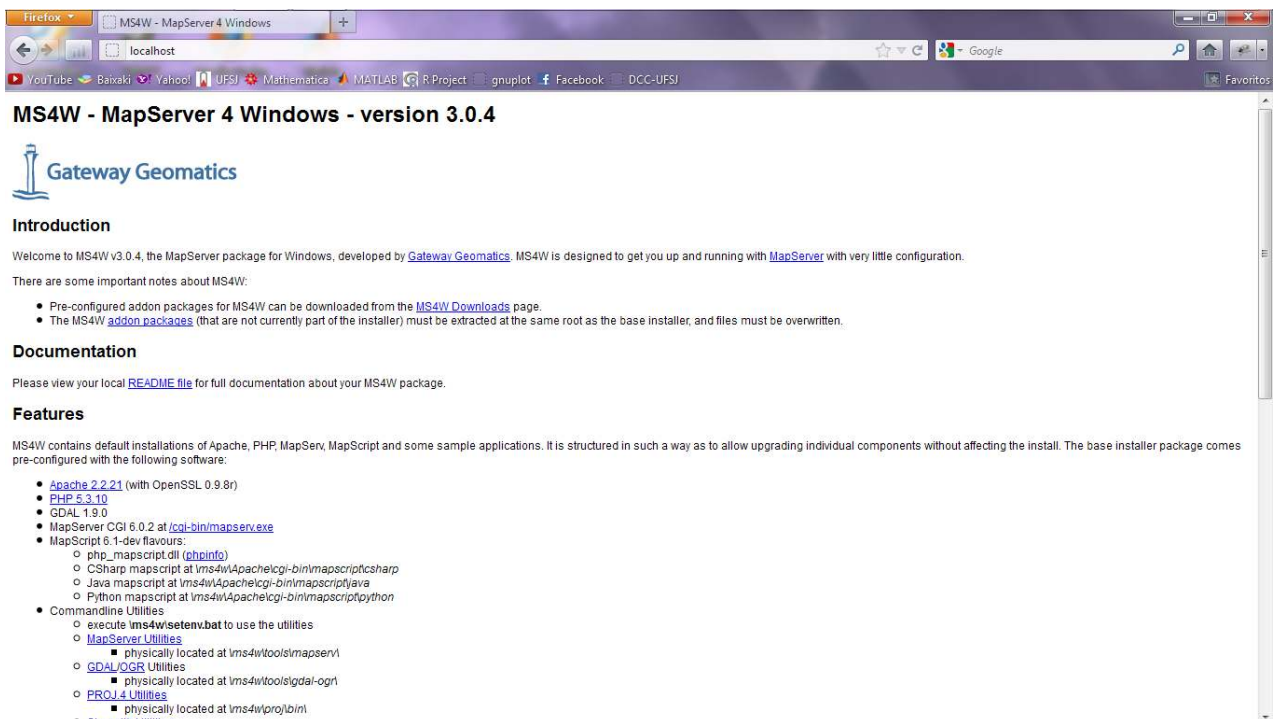 Firefox
MS4W - MapServer 4 Windows
localhost
Google
YouTube Baixaki Yahoo! UFSJ Mathematica MATLAB R Project gnuplot Facebook DCC-UFSJ Favoritos
MS4W - MapServer 4 Windows - version 3.0.4
Gateway Geomatics
Introduction
Welcome to MS4W v3.0.4, the MapServer package for Windows, developed by Gateway Geomatics. MS4W is designed to get you up and running with MapServer with very little configuration.
There are some important notes about MS4W:
Pre-configured addon packages for MS4W can be downloaded from the MS4W Downloads page.
The MS4W addon packages (that are not currently part of the installer) must be extracted at the same root as the base installer, and files must be overwritten.
Documentation
Please view your local README file for full documentation about your MS4W package.
Features
MS4W contains default installations of Apache, PHP, MapServ, MapScript and some sample applications. It is structured in such a way as to allow upgrading individual components without affecting the install. The base installer package comes
pre-configured with the following software:
Apache 2.2.21 (with OpenSSL 0.9.8r)
PHP 5.3.10
GDAL 1.9.0
MapServer CGI 6.0.2 at /cgi-bin/mapserv.exe
MapScript 6.1-dev flavours:
php_mapscript.dll (phpinfo)
CSharp mapscript at \ms4w\Apache\cgi-bin\mapscript\csharp
Java mapscript at \ms4w\Apache\cgi-bin\mapscript\java
Python mapscript at \ms4w\Apache\cgi-bin\mapscript\python
Commandline Utilities
execute \ms4w\setenv.bat to use the utilities
MapServer Utilities
physically located at \ms4w\tools\mapserv\
GDAL/OGR Utilities
physically located at \ms4w\tools\gdal-ogr\
PROJ.4 Utilities
physically located at \ms4w\proj\bin\